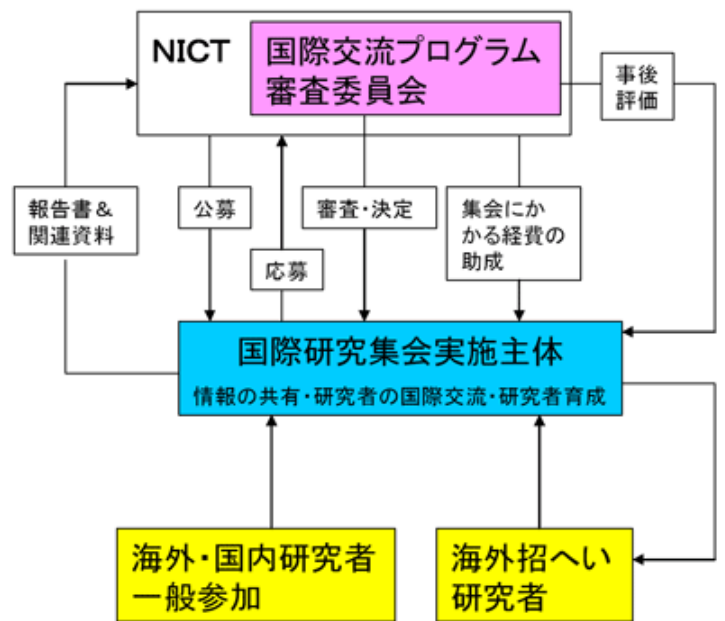 NICT
国際交流プログラム
審査委員会
事後
評価
報告書＆
関連資料
公募
応募
審査・決定
集会にか
かる経費の
助成
国際研究集会実施主体
情報の共有・研究者の国際交流・研究者育成
海外・国内研究者
一般参加
海外招へい
研究者